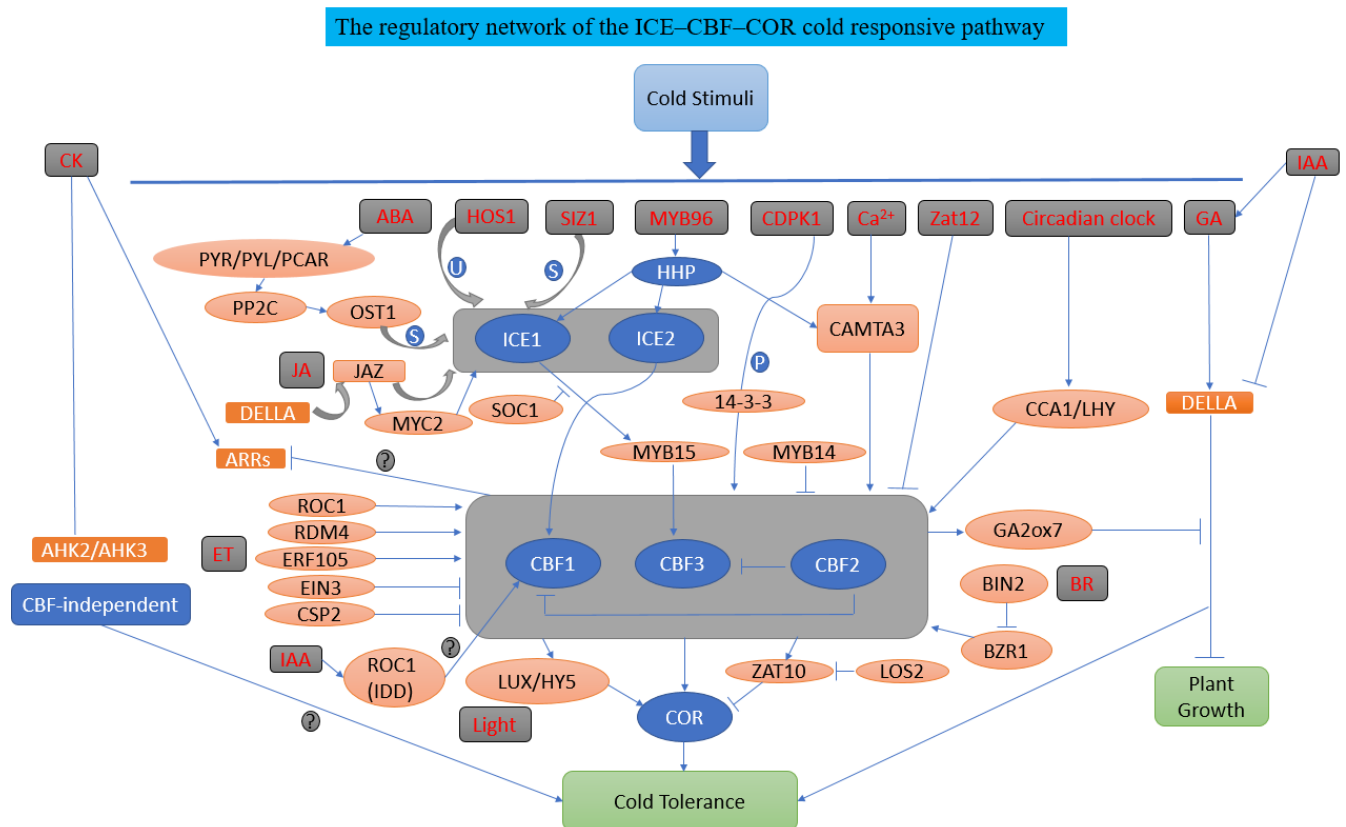 The regulatory network of the ICE–CBF–COR cold responsive pathway
Cold Stimuli
CK
IAA
ABA
HOS1
SIZ1
MYB96
CDPK1
Ca²⁺
Zat12
Circadian clock
GA
PYR/PYL/PCAR
U
S
HHP
PP2C
OST1
S
ICE1
ICE2
CAMTA3
P
JA
JAZ
DELLA
MYC2
SOC1
14-3-3
CCA1/LHY
DELLA
ARRs
?
MYB15
MYB14
ROC1
RDM4
ERF105
EIN3
CSP2
ET
AHK2/AHK3
CBF-independent
CBF1
CBF3
CBF2
GA2ox7
BIN2
BR
BZR1
IAA
ROC1
(IDD)
?
LUX/HY5
ZAT10
LOS2
Light
COR
?
Plant
Growth
Cold Tolerance